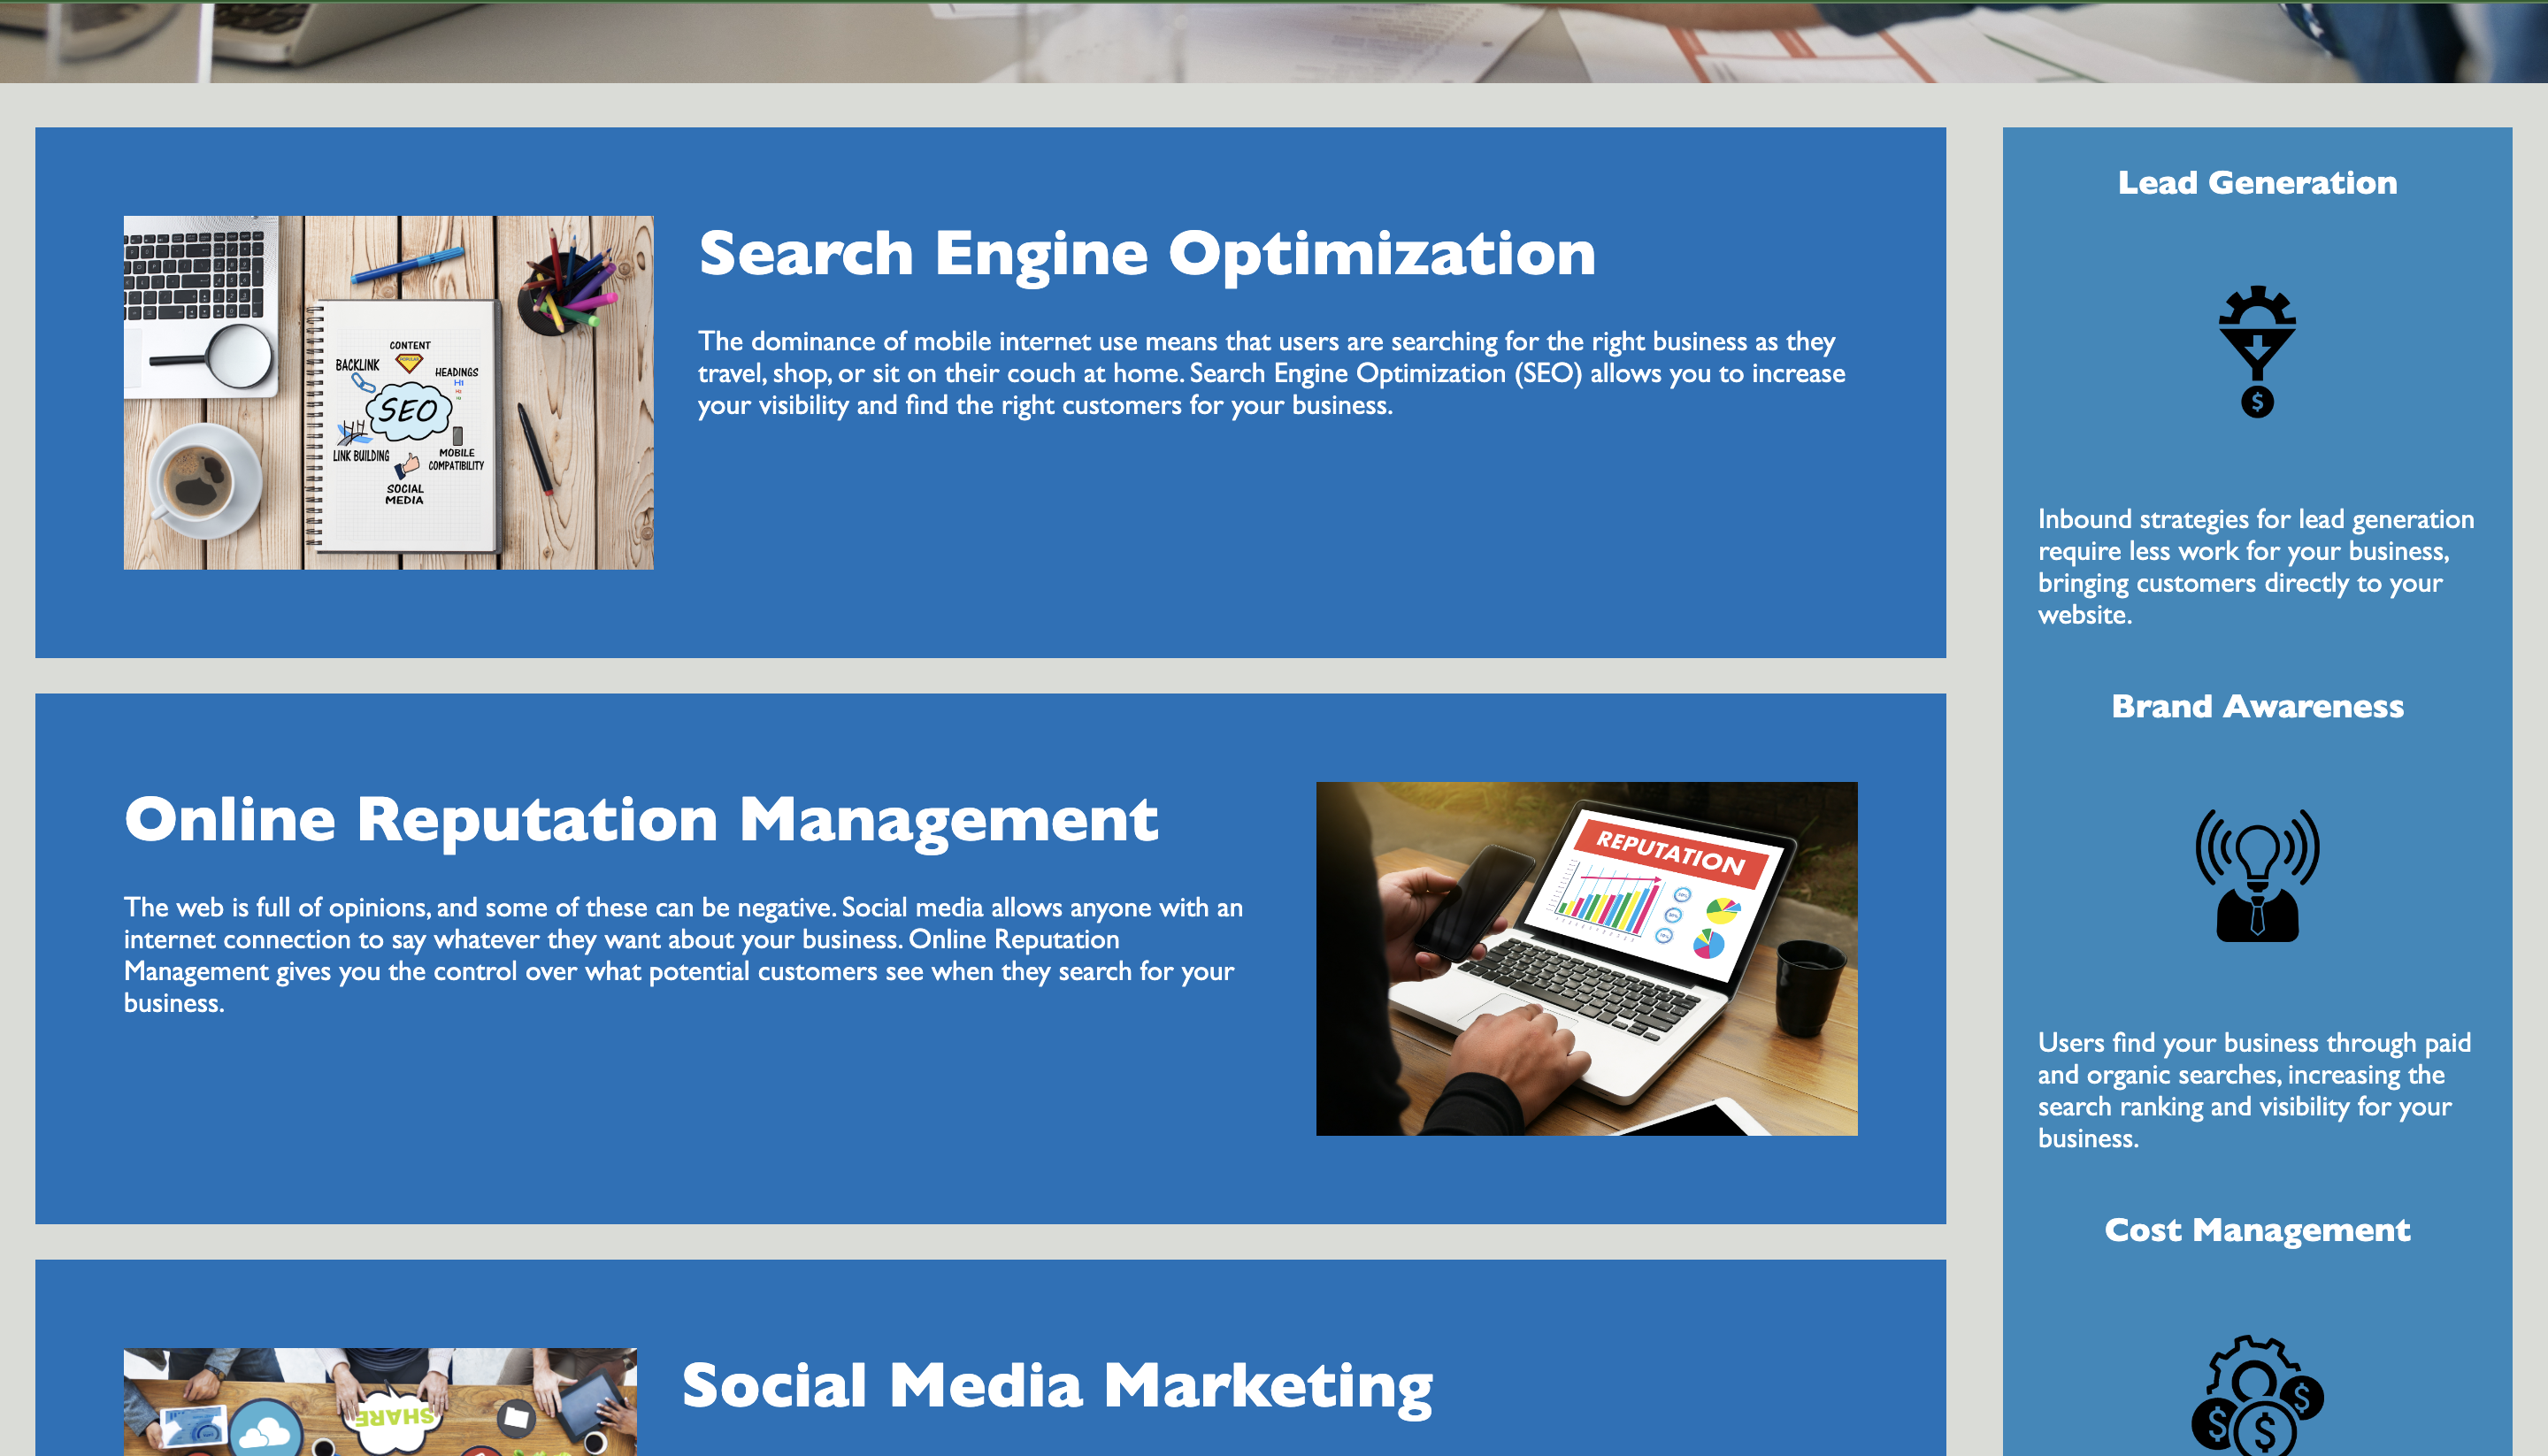 Search Engine Optimization
The dominance of mobile internet use means that users are searching for the right business as they
travel, shop, or sit on their couch at home. Search Engine Optimization (SEO) allows you to increase
your visibility and find the right customers for your business.
CONTENT
BACKLINK
HEADINGS
H1
SEO
LINK BUILDING
MOBILE
COMPATIBILITY
SOCIAL
MEDIA
Online Reputation Management
The web is full of opinions, and some of these can be negative. Social media allows anyone with an
internet connection to say whatever they want about your business. Online Reputation
Management gives you the control over what potential customers see when they search for your
business.
REPUTATION
Social Media Marketing
SHARE
Lead Generation
$
Inbound strategies for lead generation
require less work for your business,
bringing customers directly to your
website.
Brand Awareness
Users find your business through paid
and organic searches, increasing the
search ranking and visibility for your
business.
Cost Management
$
$
$